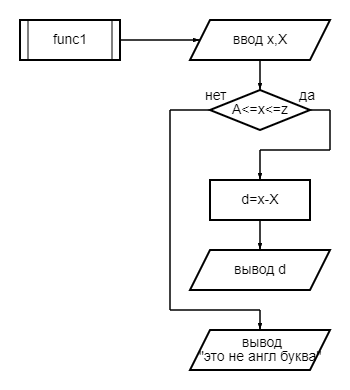 func1
ввод x,X
нет
да
A<=x<=z
d=x-X
вывод d
вывод
"это не англ буква"